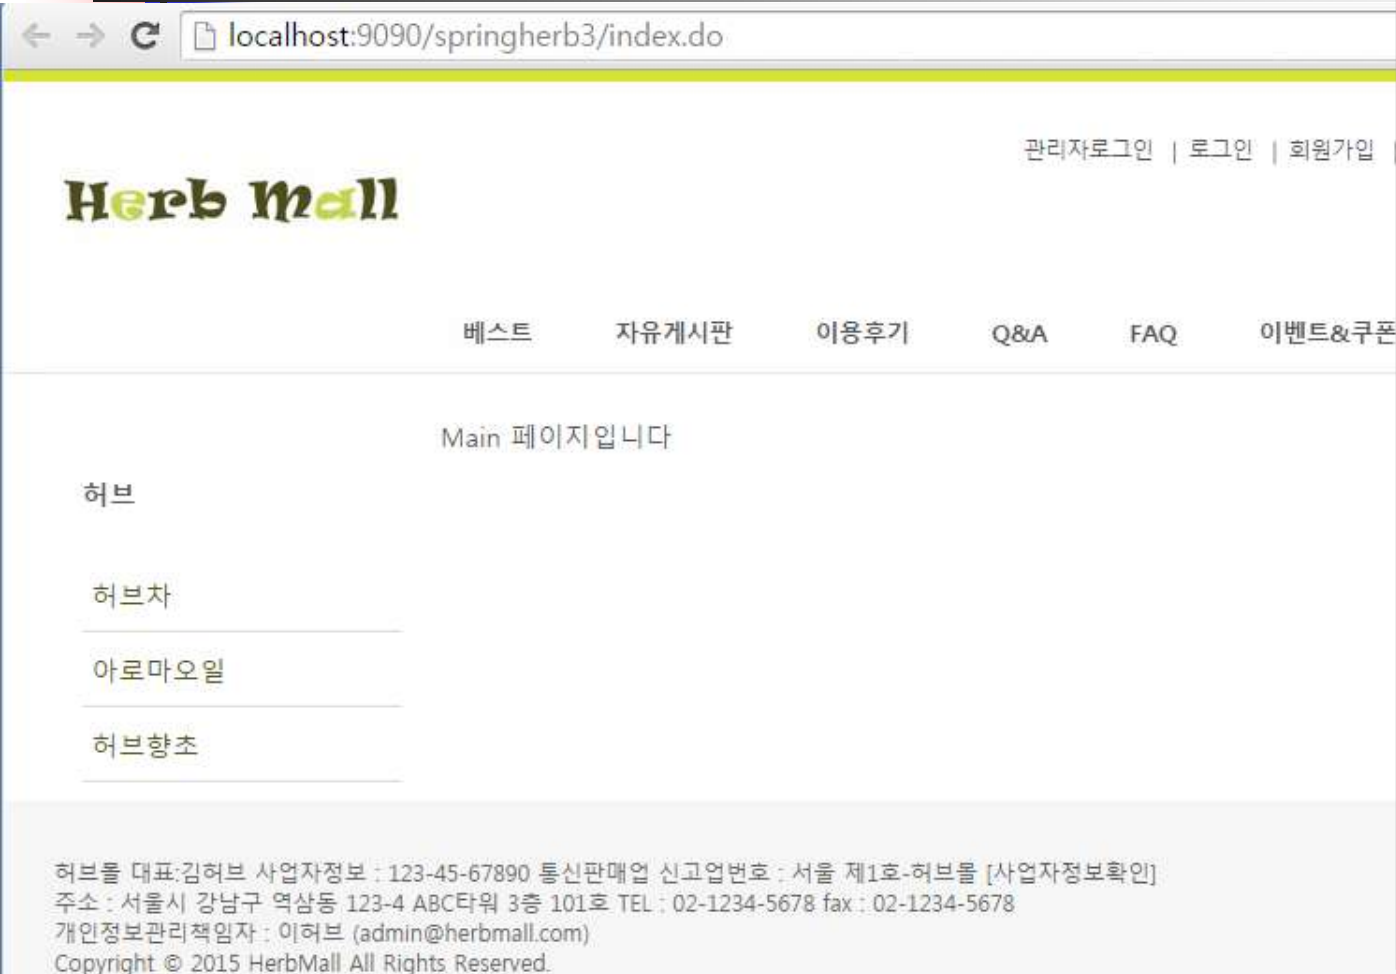 localhost:9090/springherb3/index.do
관리자로그인 | 로그인 | 회원가입 |
Herb Mall
베스트 자유게시판 이용후기 Q&A FAQ 이벤트&쿠폰
Main 페이지입니다
허브
허브차
아로마오일
허브향초
허브몰 대표:김허브 사업자정보 : 123-45-67890 통신판매업 신고업번호 : 서울 제1호-허브몰 [사업자정보확인]
주소 : 서울시 강남구 역삼동 123-4 ABC타워 3층 101호 TEL : 02-1234-5678 fax : 02-1234-5678
개인정보관리책임자 : 이허브 (admin@herbmall.com)
Copyright © 2015 HerbMall All Rights Reserved.